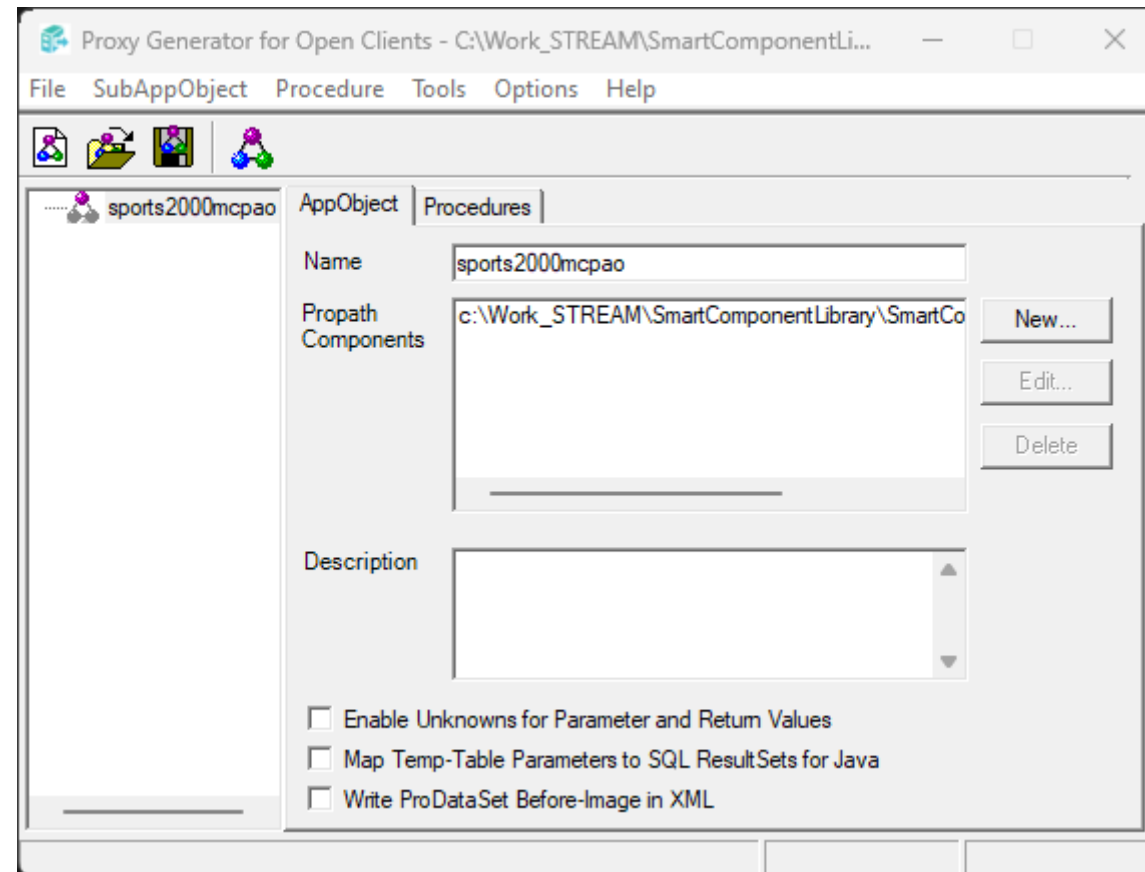 Proxy Generator for Open Clients - C:\Work_STREAM\SmartComponentLi...
File SubAppObject Procedure Tools Options Help
sports2000mcpao
AppObject Procedures
Name sports2000mcpao
Propath Components c:\Work_STREAM\SmartComponentLibrary\SmartCo New...
Edit...
Delete
Description
Enable Unknowns for Parameter and Return Values
Map Temp-Table Parameters to SQL ResultSets for Java
Write ProDataSet Before-Image in XML